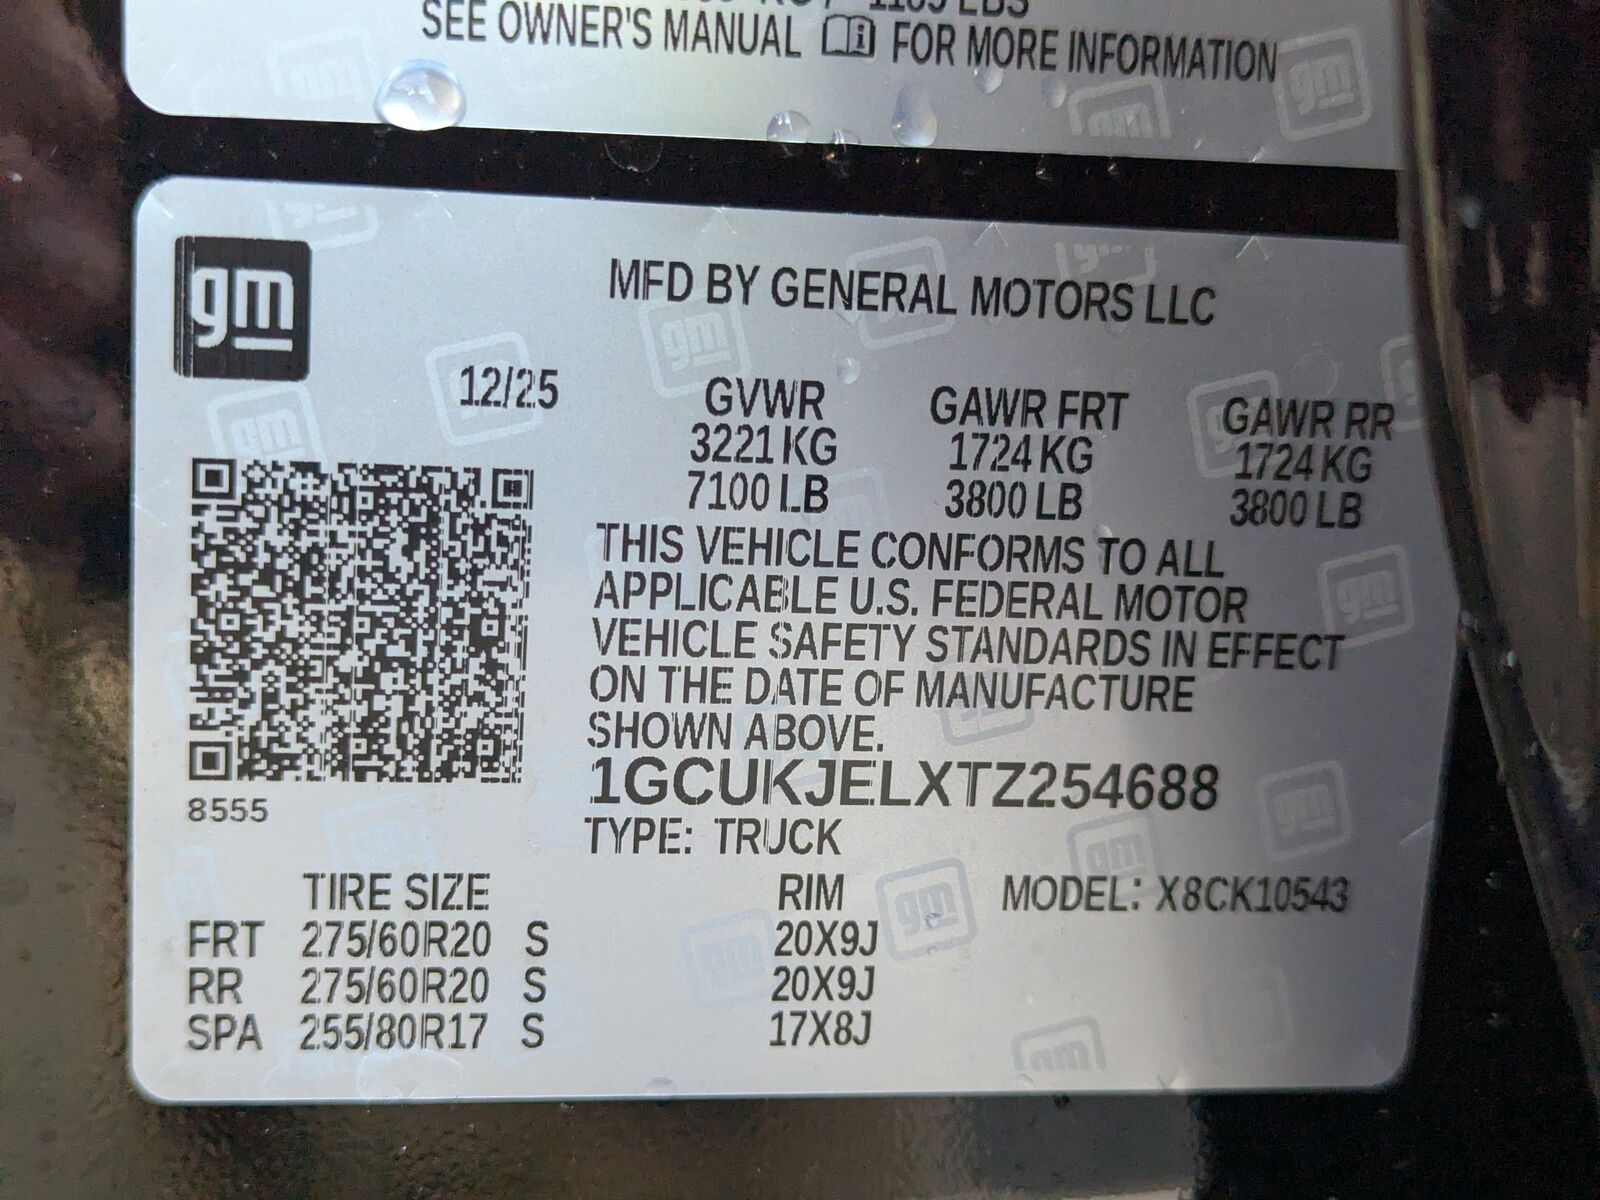 1105 LBS
SEE OWNER'S MANUAL FOR MORE INFORMATION
gm
MFD BY GENERAL MOTORS LLC
12/25
GVWR GAWR FRT GAWR RR
3221 KG 1724 KG 1724 KG
7100 LB 3800 LB 3800 LB
THIS VEHICLE CONFORMS TO ALL
APPLICABLE U.S. FEDERAL MOTOR
VEHICLE SAFETY STANDARDS IN EFFECT
ON THE DATE OF MANUFACTURE
SHOWN ABOVE.
1GCUKJELXTZ254688
8555
TYPE: TRUCK
TIRE SIZE RIM MODEL: X8CK10543
FRT 275/60R20 S 20X9J
RR 275/60R20 S 20X9J
SPA 255/80R17 S 17X8J